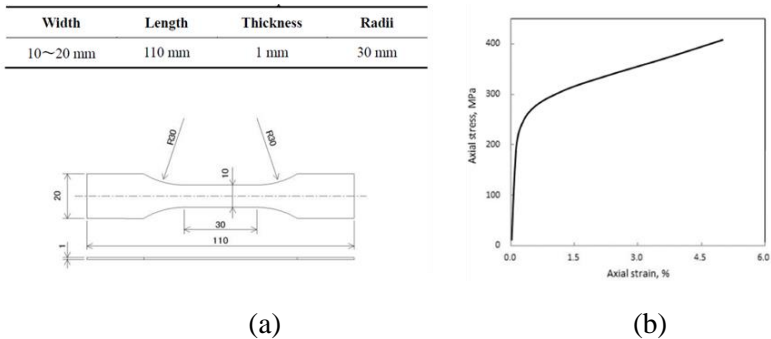 Width Length Thickness Radii
10~20 mm 110 mm 1 mm 30 mm
R30 R30
20
10
30
110
1
400
300
200
100
0
0.0 1.5 3.0 4.5 6.0
Axial stress, MPa
Axial strain, %
(a) (b)